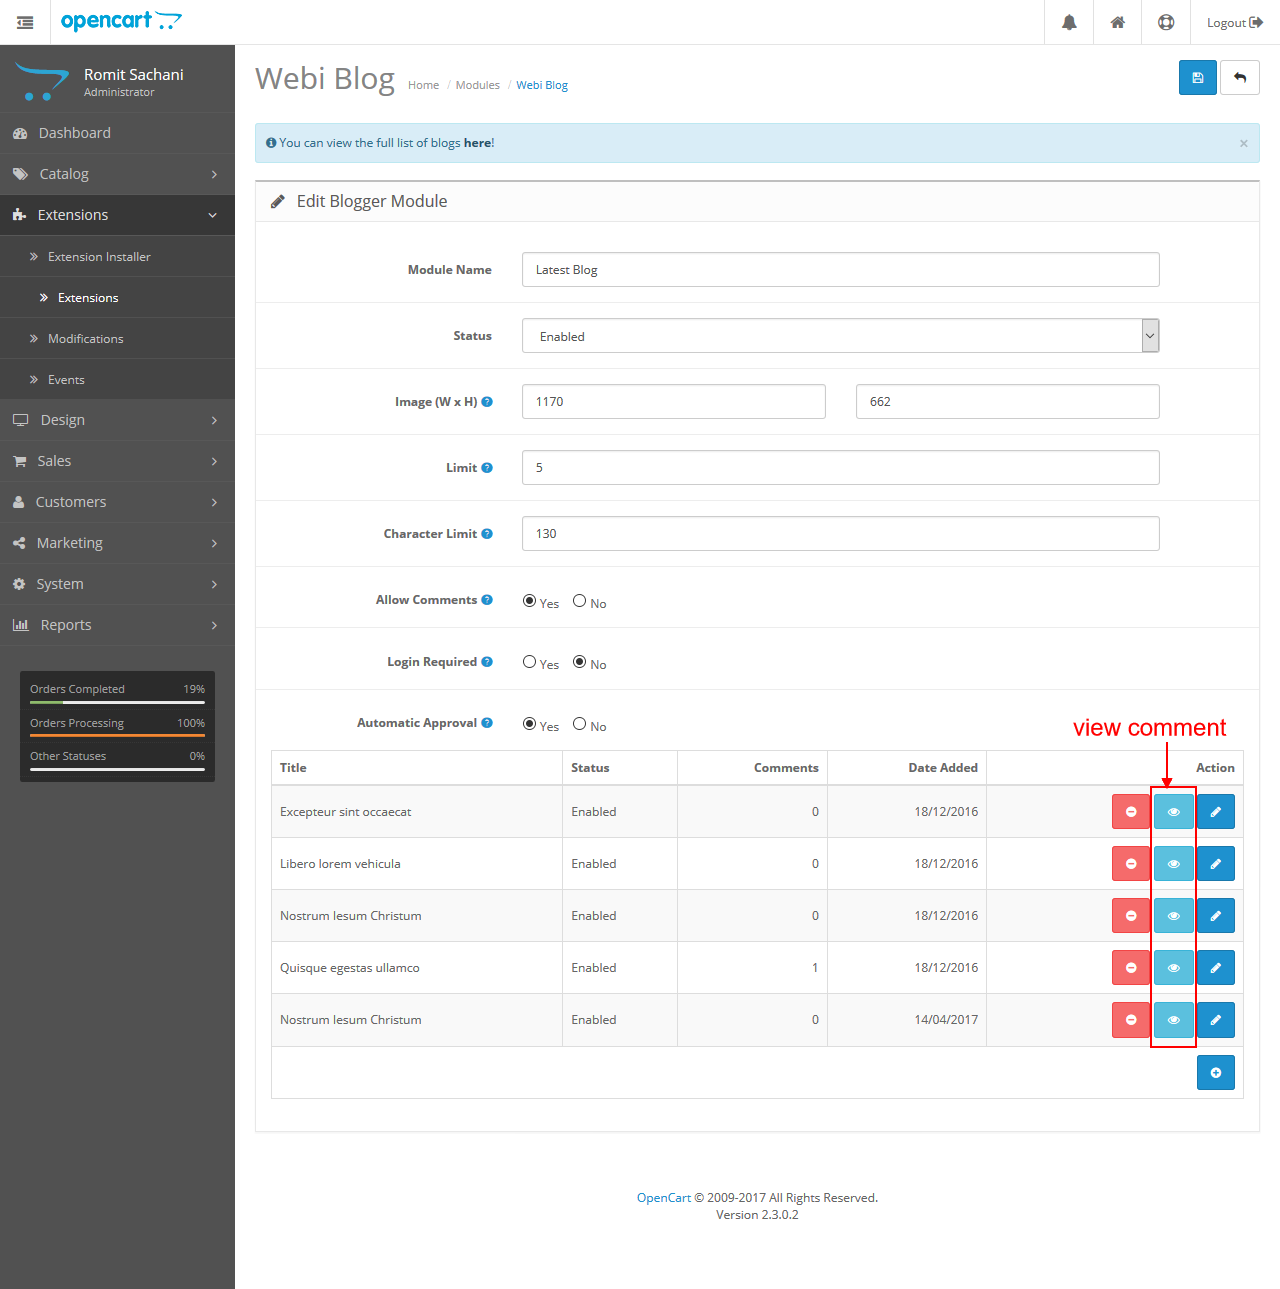 opencart
Logout
Romit Sachani
Administrator
Dashboard
Catalog
Extensions
Extension Installer
Extensions
Modifications
Events
Design
Sales
Customers
Marketing
System
Reports
Orders Completed 19%
Orders Processing 100%
Other Statuses 0%
Webi Blog Home / Modules / Webi Blog
You can view the full list of blogs here! ×
Edit Blogger Module
Module Name Latest Blog
Status Enabled
Image (W x H) ? 1170 662
Limit ? 5
Character Limit ? 130
Allow Comments ? Yes No
Login Required ? Yes No
Automatic Approval ? Yes No
view comment
Title Status Comments Date Added Action
Excepteur sint occaecat Enabled 0 18/12/2016
Libero lorem vehicula Enabled 0 18/12/2016
Nostrum lesum Christum Enabled 0 18/12/2016
Quisque egestas ullamco Enabled 1 18/12/2016
Nostrum lesum Christum Enabled 0 14/04/2017
OpenCart © 2009-2017 All Rights Reserved.
Version 2.3.0.2